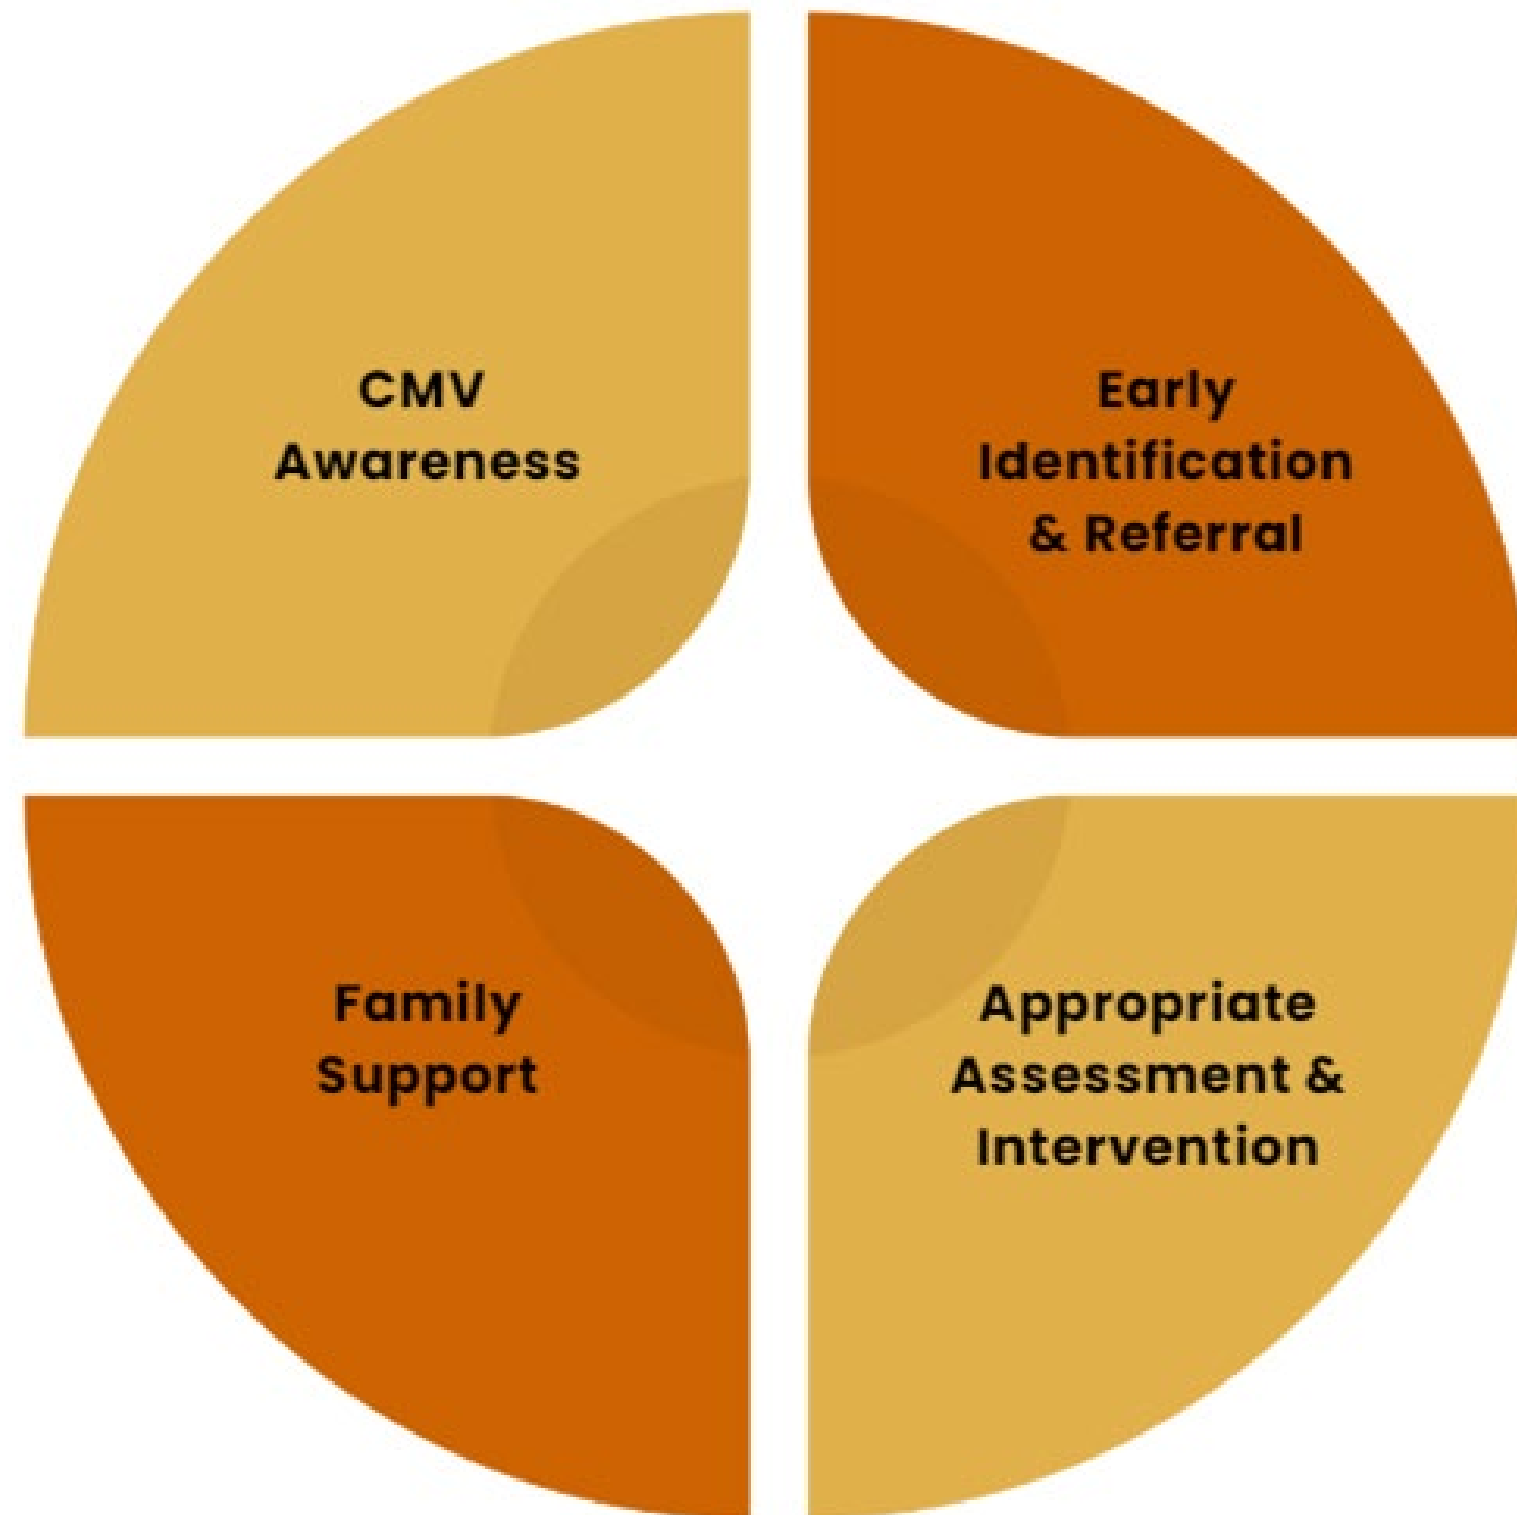 CMV
Awareness
Early
Identification
& Referral
Family
Support
Appropriate
Assessment &
Intervention